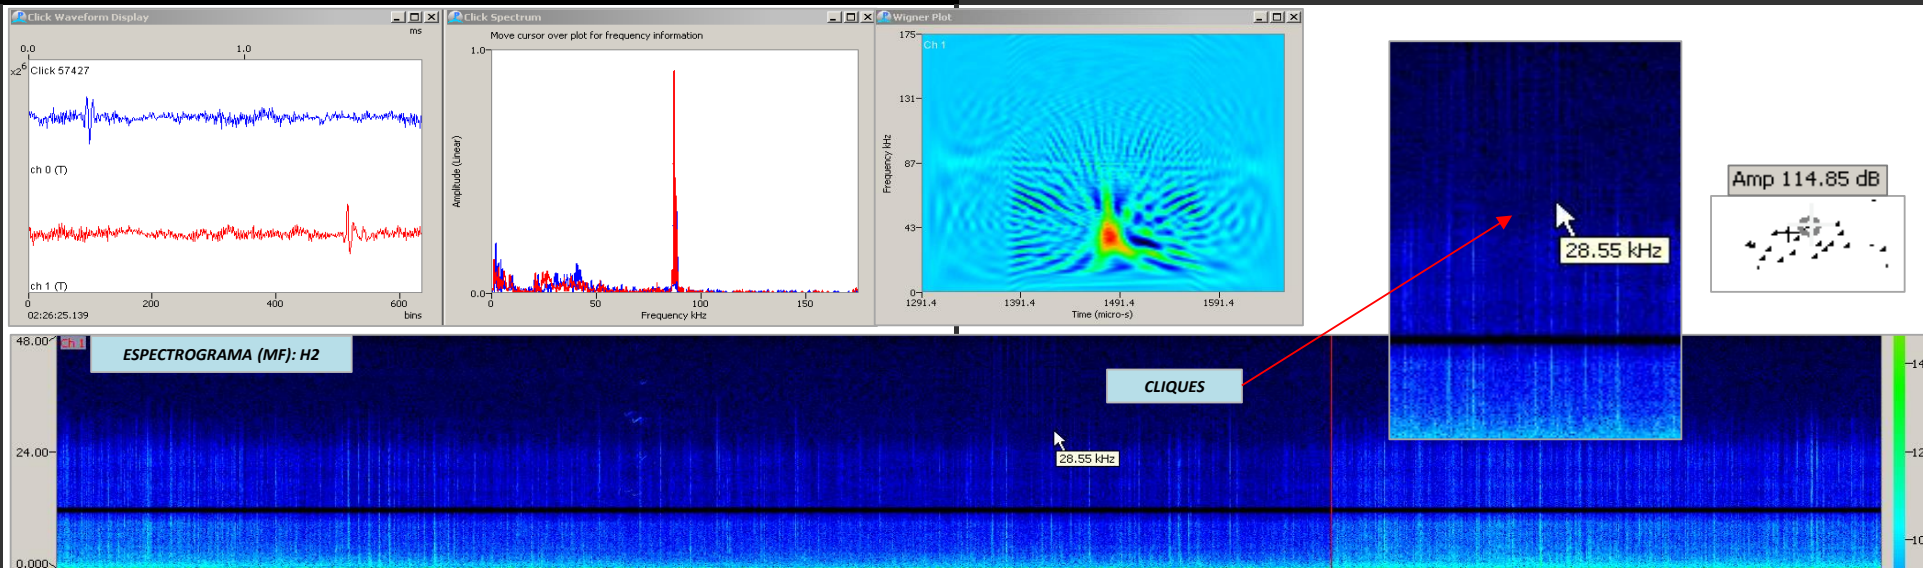 Click Waveform Display
ms
0.0 1.0
x2^6
Click 57427
ch 0 (T)
ch 1 (T)
0 200 400 600
02:26:25.139 bins
Click Spectrum
Move cursor over plot for frequency information
1.0
Amplitude (Linear)
0.0
0 50 100 150
Frequency kHz
Wigner Plot
Ch 1
175
131
87
43
0
Frequency kHz
1291.4 1391.4 1491.4 1591.4
Time (micro-s)
28.55 kHz
Amp 114.85 dB
48.00
24.00
0.000
Ch 1
ESPECTROGRAMA (MF): H2
CLIQUES
28.55 kHz